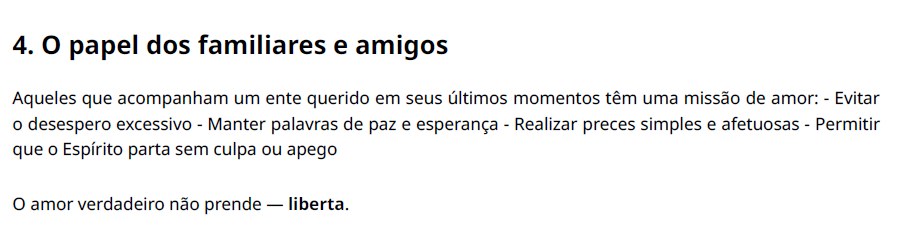 4. O papel dos familiares e amigos
Aqueles que acompanham um ente querido em seus últimos momentos têm uma missão de amor: - Evitar
o desespero excessivo - Manter palavras de paz e esperança - Realizar preces simples e afetuosas - Permitir
que o Espírito parta sem culpa ou apego
O amor verdadeiro não prende — liberta.